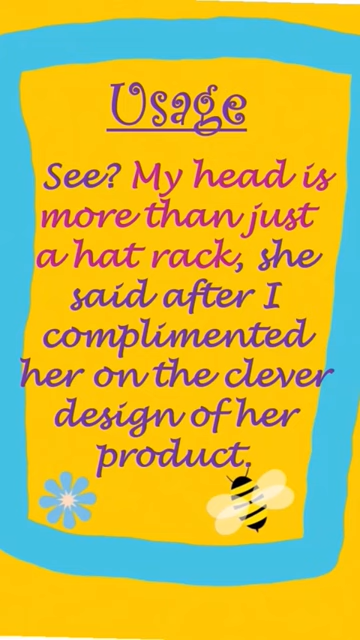 Usage
See? My head is
more than just
a hat rack, she
said after I
complimented
her on the clever
design of her
product.